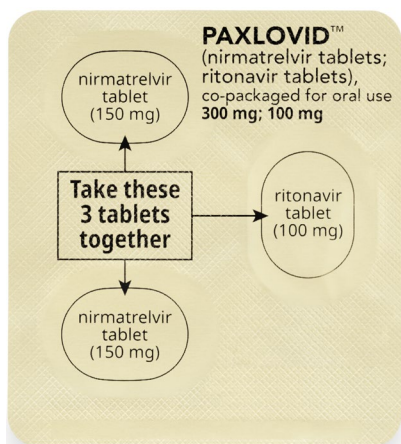 PAXLOVID™
(nirmatrelvir tablets;
ritonavir tablets),
co-packaged for oral use
300 mg; 100 mg
nirmatrelvir
tablet
(150 mg)
Take these
3 tablets
together
ritonavir
tablet
(100 mg)
nirmatrelvir
tablet
(150 mg)